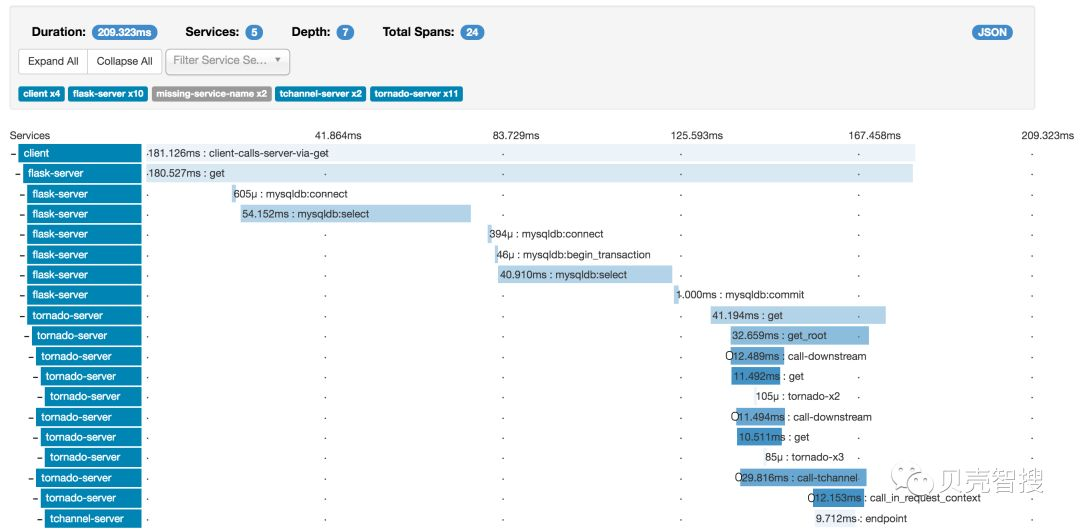 Duration: 209.323ms Services: 5 Depth: 7 Total Spans: 24 JSON
Expand All Collapse All Filter Service Se...
client x4 flask-server x10 missing-service-name x2 tchannel-server x2 tornado-server x11
Services 41.864ms 83.729ms 125.593ms 167.458ms 209.323ms
- client 181.126ms : client-calls-server-via-get
- flask-server 180.527ms : get
- flask-server 605μ : mysqldb:connect
- flask-server 54.152ms : mysqldb:select
- flask-server 394μ : mysqldb:connect
- flask-server 46μ : mysqldb:begin_transaction
- flask-server 40.910ms : mysqldb:select
- flask-server 1.000ms : mysqldb:commit
- tornado-server 41.194ms : get
- tornado-server 32.659ms : get_root
- tornado-server 12.489ms : call-downstream
- tornado-server 11.492ms : get
- tornado-server 105μ : tornado-x2
- tornado-server 11.494ms : call-downstream
- tornado-server 10.511ms : get
- tornado-server 85μ : tornado-x3
- tornado-server 29.816ms : call-tchannel
- tornado-server 12.153ms : call_in_request_context
- tchannel-server 9.712ms : endpoint
贝壳智搜